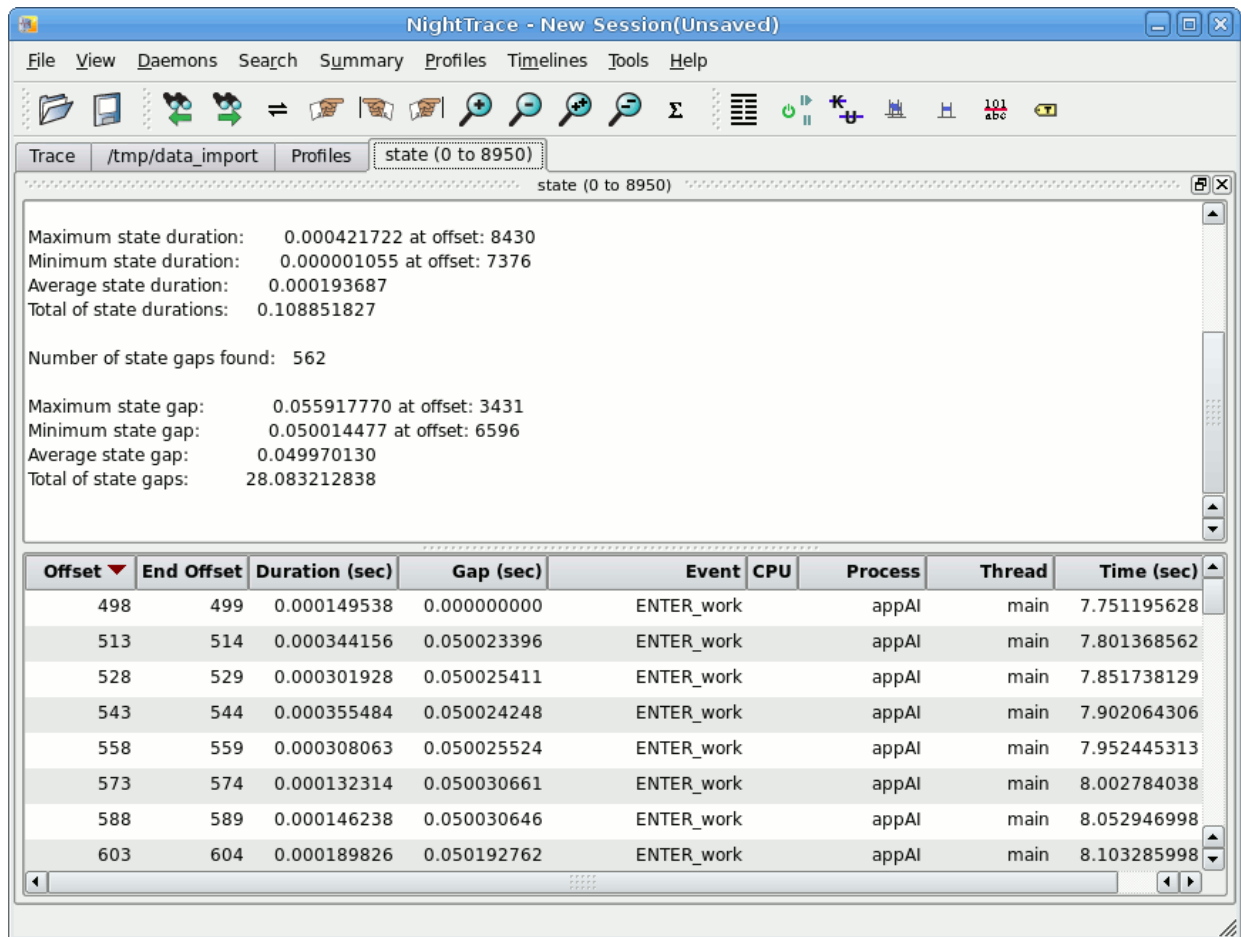 NightTrace - New Session(Unsaved)
File View Daemons Search Summary Profiles Timelines Tools Help
Σ K U 101 abc T
Trace /tmp/data_import Profiles state (0 to 8950)
state (0 to 8950)
Maximum state duration: 0.000421722 at offset: 8430
Minimum state duration: 0.000001055 at offset: 7376
Average state duration: 0.000193687
Total of state durations: 0.108851827
Number of state gaps found: 562
Maximum state gap: 0.055917770 at offset: 3431
Minimum state gap: 0.050014477 at offset: 6596
Average state gap: 0.049970130
Total of state gaps: 28.083212838
Offset End Offset Duration (sec) Gap (sec) Event CPU Process Thread Time (sec)
498 499 0.000149538 0.000000000 ENTER_work appAI main 7.751195628
513 514 0.000344156 0.050023396 ENTER_work appAI main 7.801368562
528 529 0.000301928 0.050025411 ENTER_work appAI main 7.851738129
543 544 0.000355484 0.050024248 ENTER_work appAI main 7.902064306
558 559 0.000308063 0.050025524 ENTER_work appAI main 7.952445313
573 574 0.000132314 0.050030661 ENTER_work appAI main 8.002784038
588 589 0.000146238 0.050030646 ENTER_work appAI main 8.052946998
603 604 0.000189826 0.050192762 ENTER_work appAI main 8.103285998